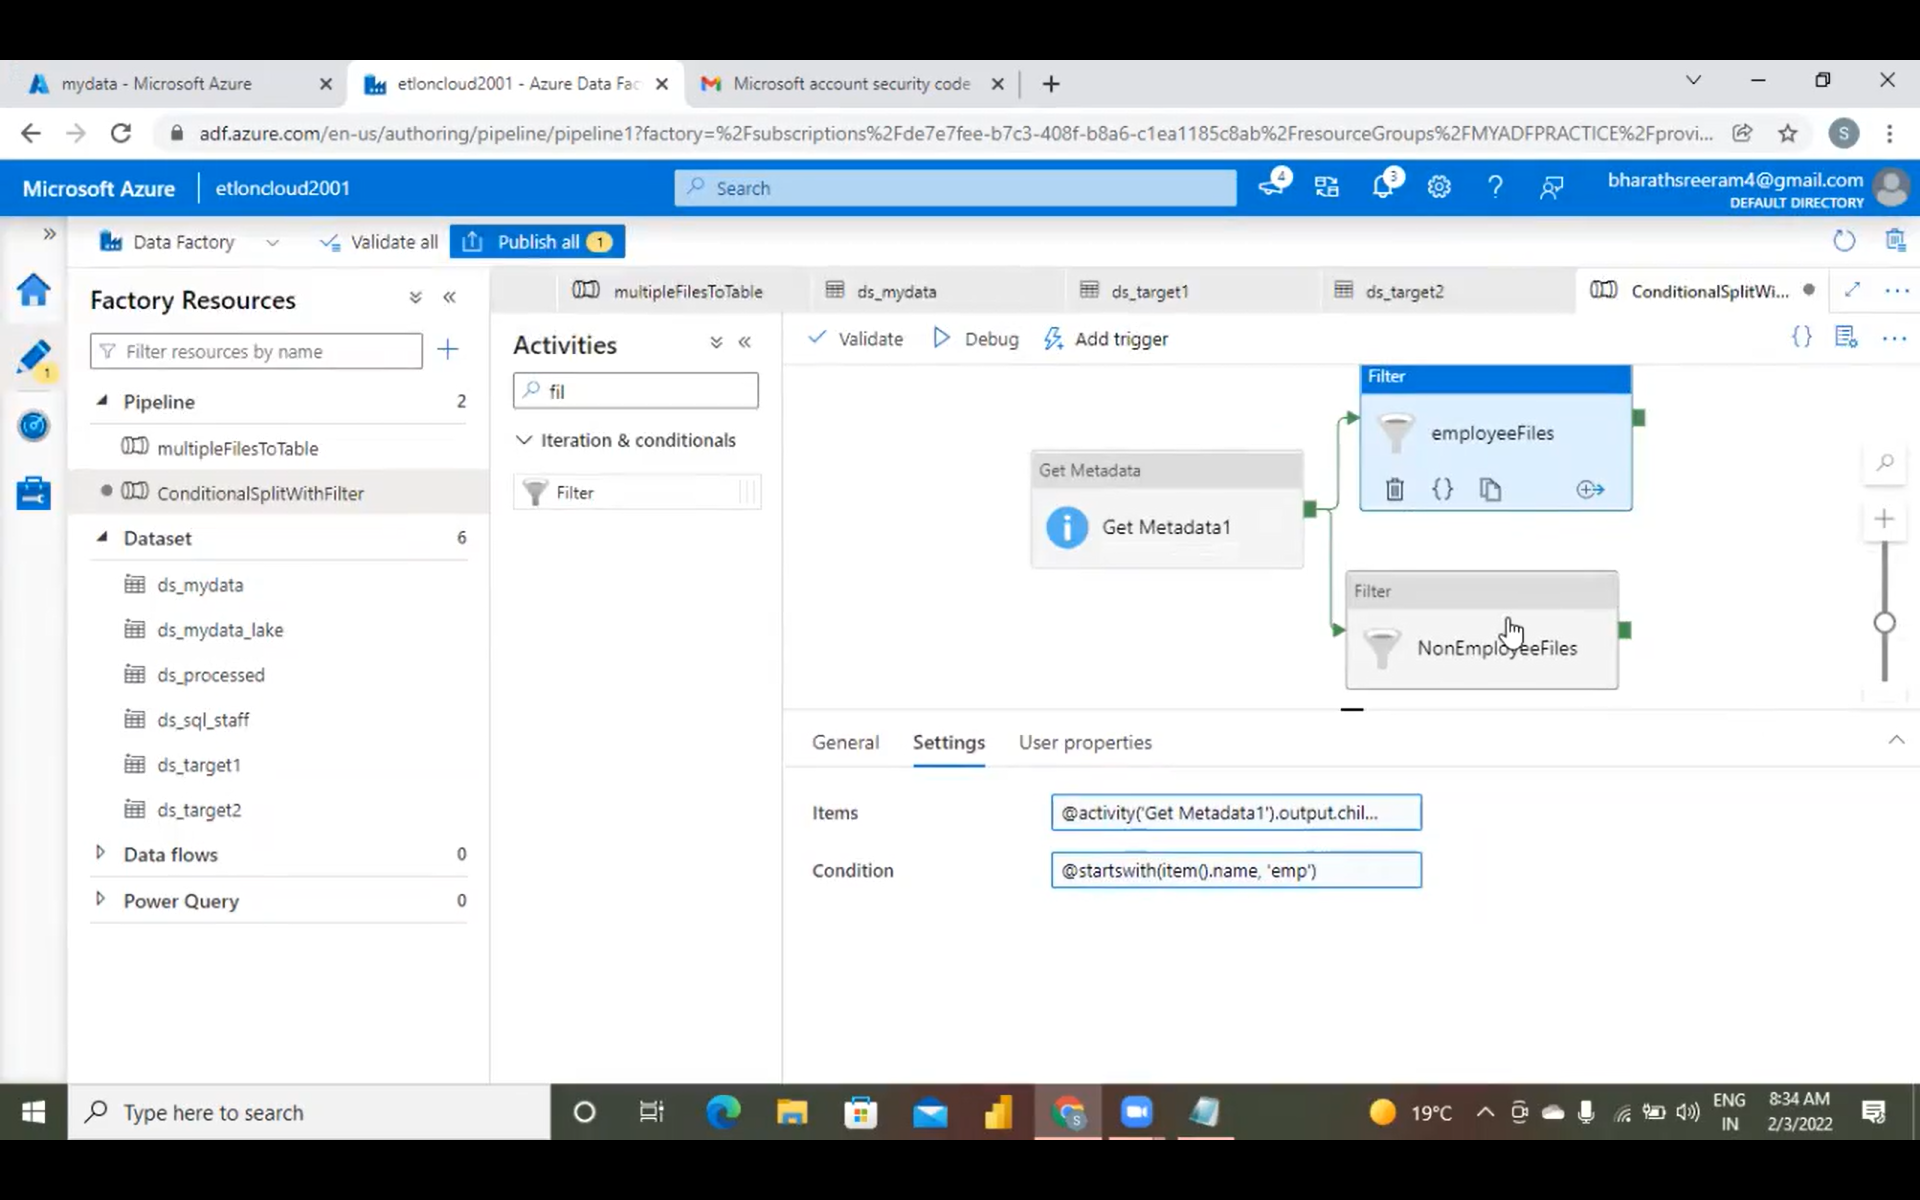 mydata - Microsoft Azure
etloncloud2001 - Azure Data Fac
Microsoft account security code
adf.azure.com/en-us/authoring/pipeline/pipeline1?factory=%2Fsubscriptions%2Fde7e7fee-b7c3-408f-b8a6-c1ea1185c8ab%2FresourceGroups%2FMYADFPRACTICE%2Fprovi...
S
Microsoft Azure
etloncloud2001
Search
4
3
bharathsreeram4@gmail.com
DEFAULT DIRECTORY
Data Factory
Validate all
Publish all 1
Factory Resources
Filter resources by name
1
Pipeline 2
multipleFilesToTable
ConditionalSplitWithFilter
Dataset 6
ds_mydata
ds_mydata_lake
ds_processed
ds_sql_staff
ds_target1
ds_target2
Data flows 0
Power Query 0
multipleFilesToTable
ds_mydata
ds_target1
ds_target2
ConditionalSplitWi...
Activities
fil
Iteration & conditionals
Filter
Validate
Debug
Add trigger
Get Metadata
Get Metadata1
Filter
employeeFiles
Filter
NonEmployeeFiles
General
Settings
User properties
Items
@activity('Get Metadata1').output.chil...
Condition
@startswith(item().name, 'emp')
Type here to search
19°C
ENG
IN
8:34 AM
2/3/2022